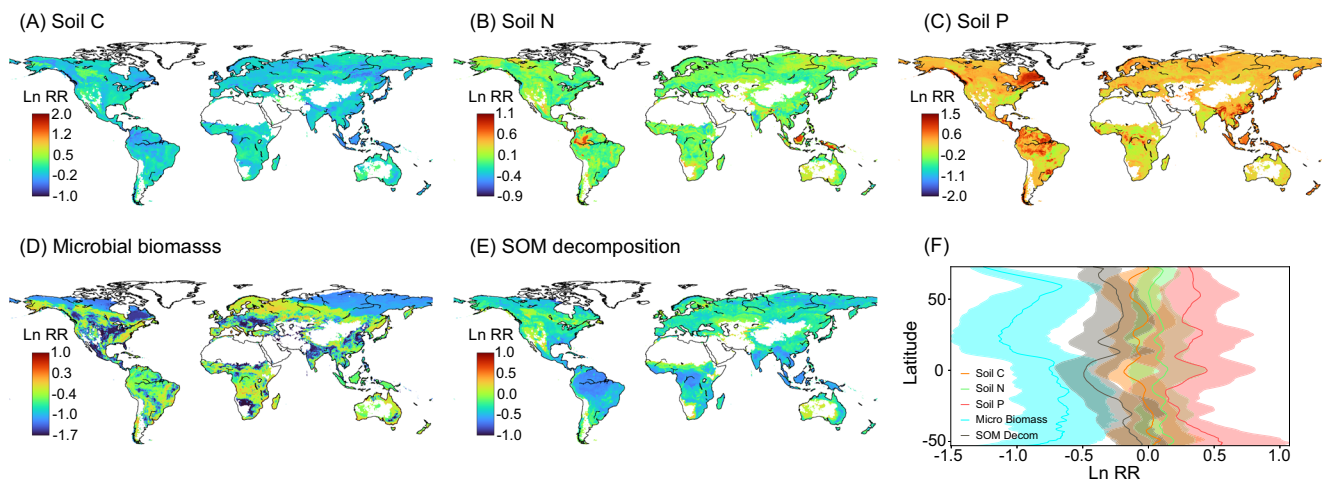 (A) Soil C
Ln RR
2.0
1.2
0.5
-0.2
-1.0
(B) Soil N
Ln RR
1.1
0.6
0.1
-0.4
-0.9
(C) Soil P
Ln RR
1.5
0.6
-0.2
-1.1
-2.0
(D) Microbial biomasss
Ln RR
1.0
0.3
-0.4
-1.0
-1.7
(E) SOM decomposition
Ln RR
1.0
0.5
0.0
-0.5
-1.0
(F)
Latitude
50
0
-50
Soil C
Soil N
Soil P
Micro Biomass
SOM Decom
-1.5 -1.0 -0.5 0.0 0.5 1.0
Ln RR